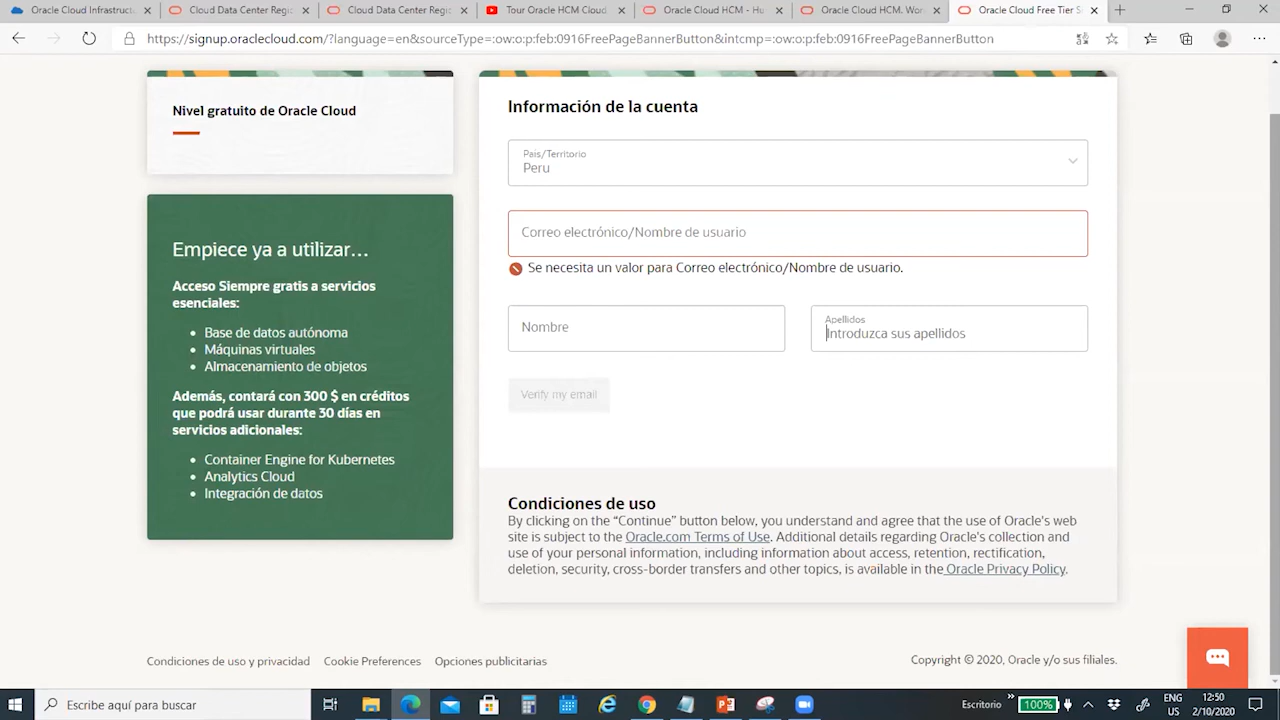 Oracle Cloud Infrastruct
Cloud Data Center Regi
Cloud Data Center Regi
Tour Oracle HCM Cloud
Oracle Cloud HCM - Hu
Oracle Cloud HCM. Wor
Oracle Cloud Free Tier S
https://signup.oraclecloud.com/?language=en&sourceType=:ow:o:p:feb:0916FreePageBannerButton&intcmp=:ow:o:p:feb:0916FreePageBannerButton
Nivel gratuito de Oracle Cloud
Empiece ya a utilizar...
Acceso Siempre gratis a servicios
esenciales:
• Base de datos autónoma
• Máquinas virtuales
• Almacenamiento de objetos
Además, contará con 300 $ en créditos
que podrá usar durante 30 días en
servicios adicionales:
• Container Engine for Kubernetes
• Analytics Cloud
• Integración de datos
Información de la cuenta
País/Territorio
Peru
Correo electrónico/Nombre de usuario
Se necesita un valor para Correo electrónico/Nombre de usuario.
Nombre
Apellidos
Introduzca sus apellidos
Verify my email
Condiciones de uso
By clicking on the “Continue” button below, you understand and agree that the use of Oracle's web
site is subject to the Oracle.com Terms of Use. Additional details regarding Oracle's collection and
use of your personal information, including information about access, retention, rectification,
deletion, security, cross-border transfers and other topics, is available in the Oracle Privacy Policy.
Condiciones de uso y privacidad
Cookie Preferences
Opciones publicitarias
Copyright © 2020, Oracle y/o sus filiales.
Escribe aquí para buscar
Escritorio
100%
ENG
US
12:50
2/10/2020